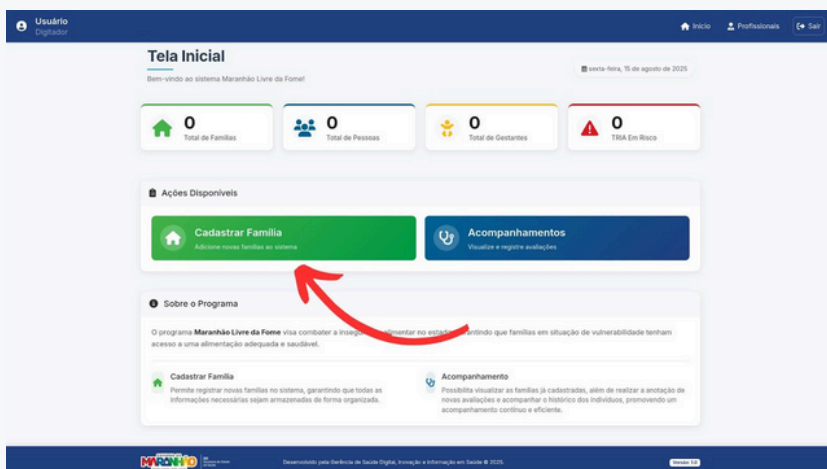 Usuário
Digitador
Início
Profissionais
Sair
Tela Inicial
Bem-vindo ao sistema Maranhão Livre da Fome!
sexta-feira, 15 de agosto de 2025
0
Total de Famílias
0
Total de Pessoas
0
Total de Gestantes
0
TRIA Em Risco
Ações Disponíveis
Cadastrar Família
Adicione novas famílias ao sistema
Acompanhamentos
Visualize e registre avaliações
Sobre o Programa
O programa Maranhão Livre da Fome visa combater a alimentar no estado, garantindo que famílias em situação de vulnerabilidade tenham
acesso a uma alimentação adequada e saudável.
Cadastrar Família
Permite registrar novas famílias no sistema, garantindo que todas as
informações necessárias sejam armazenadas de forma organizada.
Acompanhamento
Possibilita visualizar as famílias já cadastradas, além de realizar a anotação de
novas avaliações e acompanhar o histórico dos indivíduos, promovendo um
acompanhamento contínuo e eficiente.
MARANHÃO
Desenvolvido pela Gerência de Saúde Digital, Inovação e Informação em Saúde © 2025.
Versão: 1.0